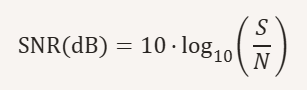 SNR(dB) = 10 · log₁₀(S/N)